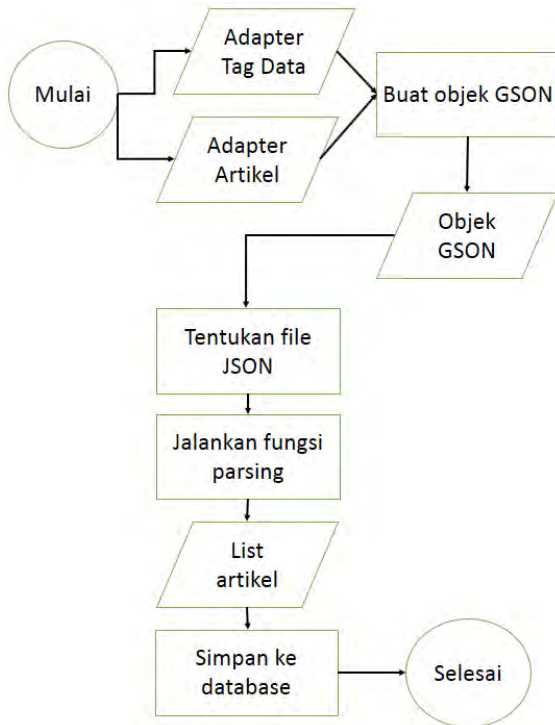 Mulai
Adapter
Tag Data
Adapter
Artikel
Buat objek GSON
Objek
GSON
Tentukan file
JSON
Jalankan fungsi
parsing
List
artikel
Simpan ke
database
Selesai